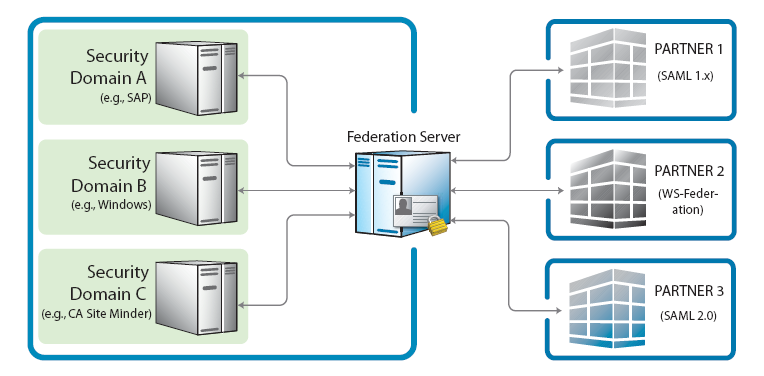 Security
Domain A
(e.g., SAP)
Security
Domain B
(e.g., Windows)
Security
Domain C
(e.g., CA Site Minder)
Federation Server
PARTNER 1
(SAML 1.x)
PARTNER 2
(WS-Feder-
ation)
PARTNER 3
(SAML 2.0)